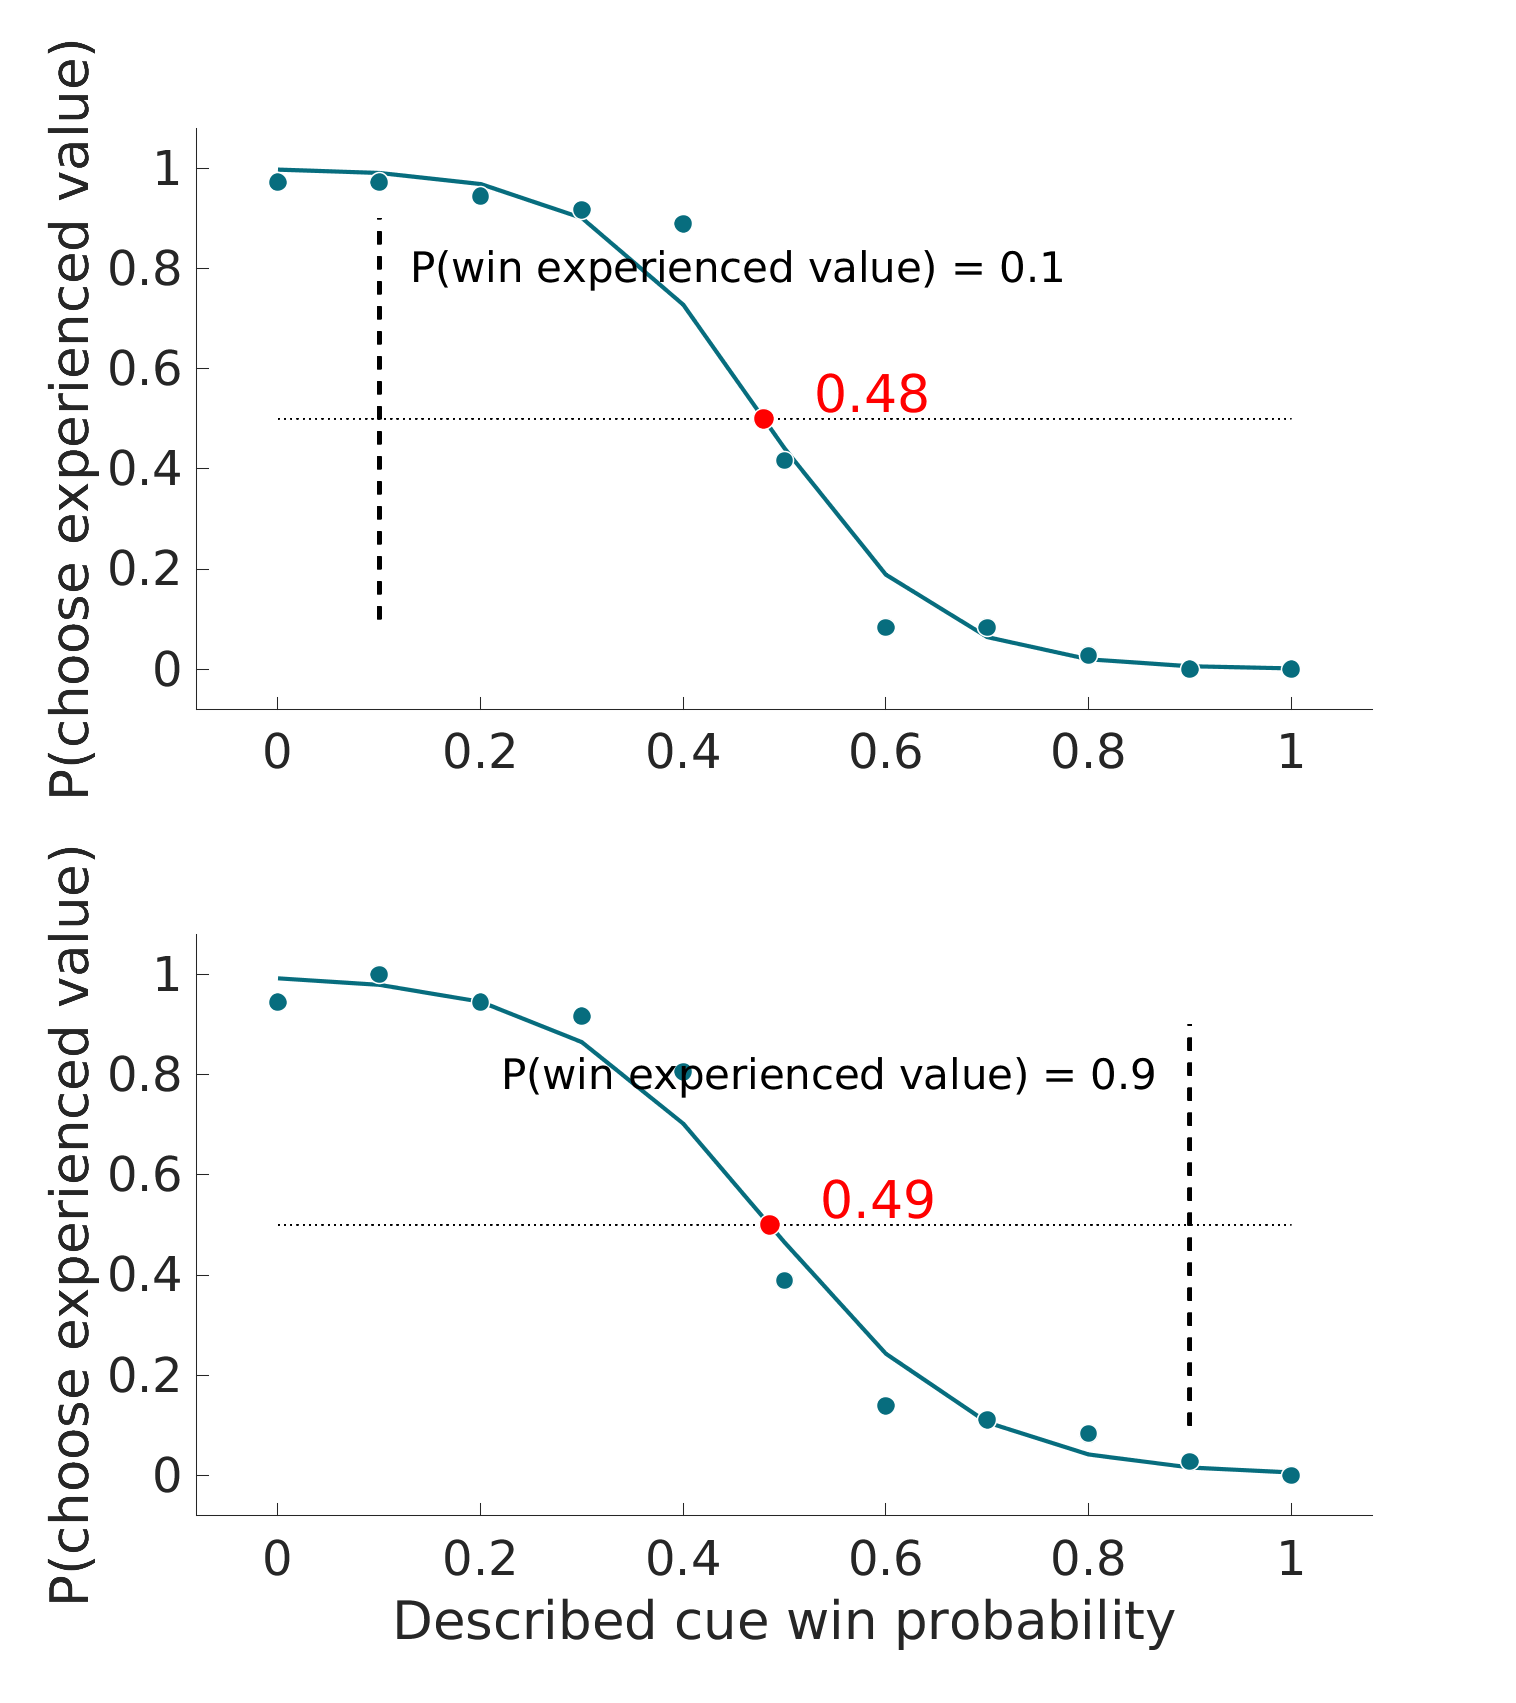 P(choose experienced value)
1
0.8
0.6
0.4
0.2
0
P(win experienced value) = 0.1
0.48
0 0.2 0.4 0.6 0.8 1
P(choose experienced value)
1
0.8
0.6
0.4
0.2
0
P(win experienced value) = 0.9
0.49
0 0.2 0.4 0.6 0.8 1
Described cue win probability